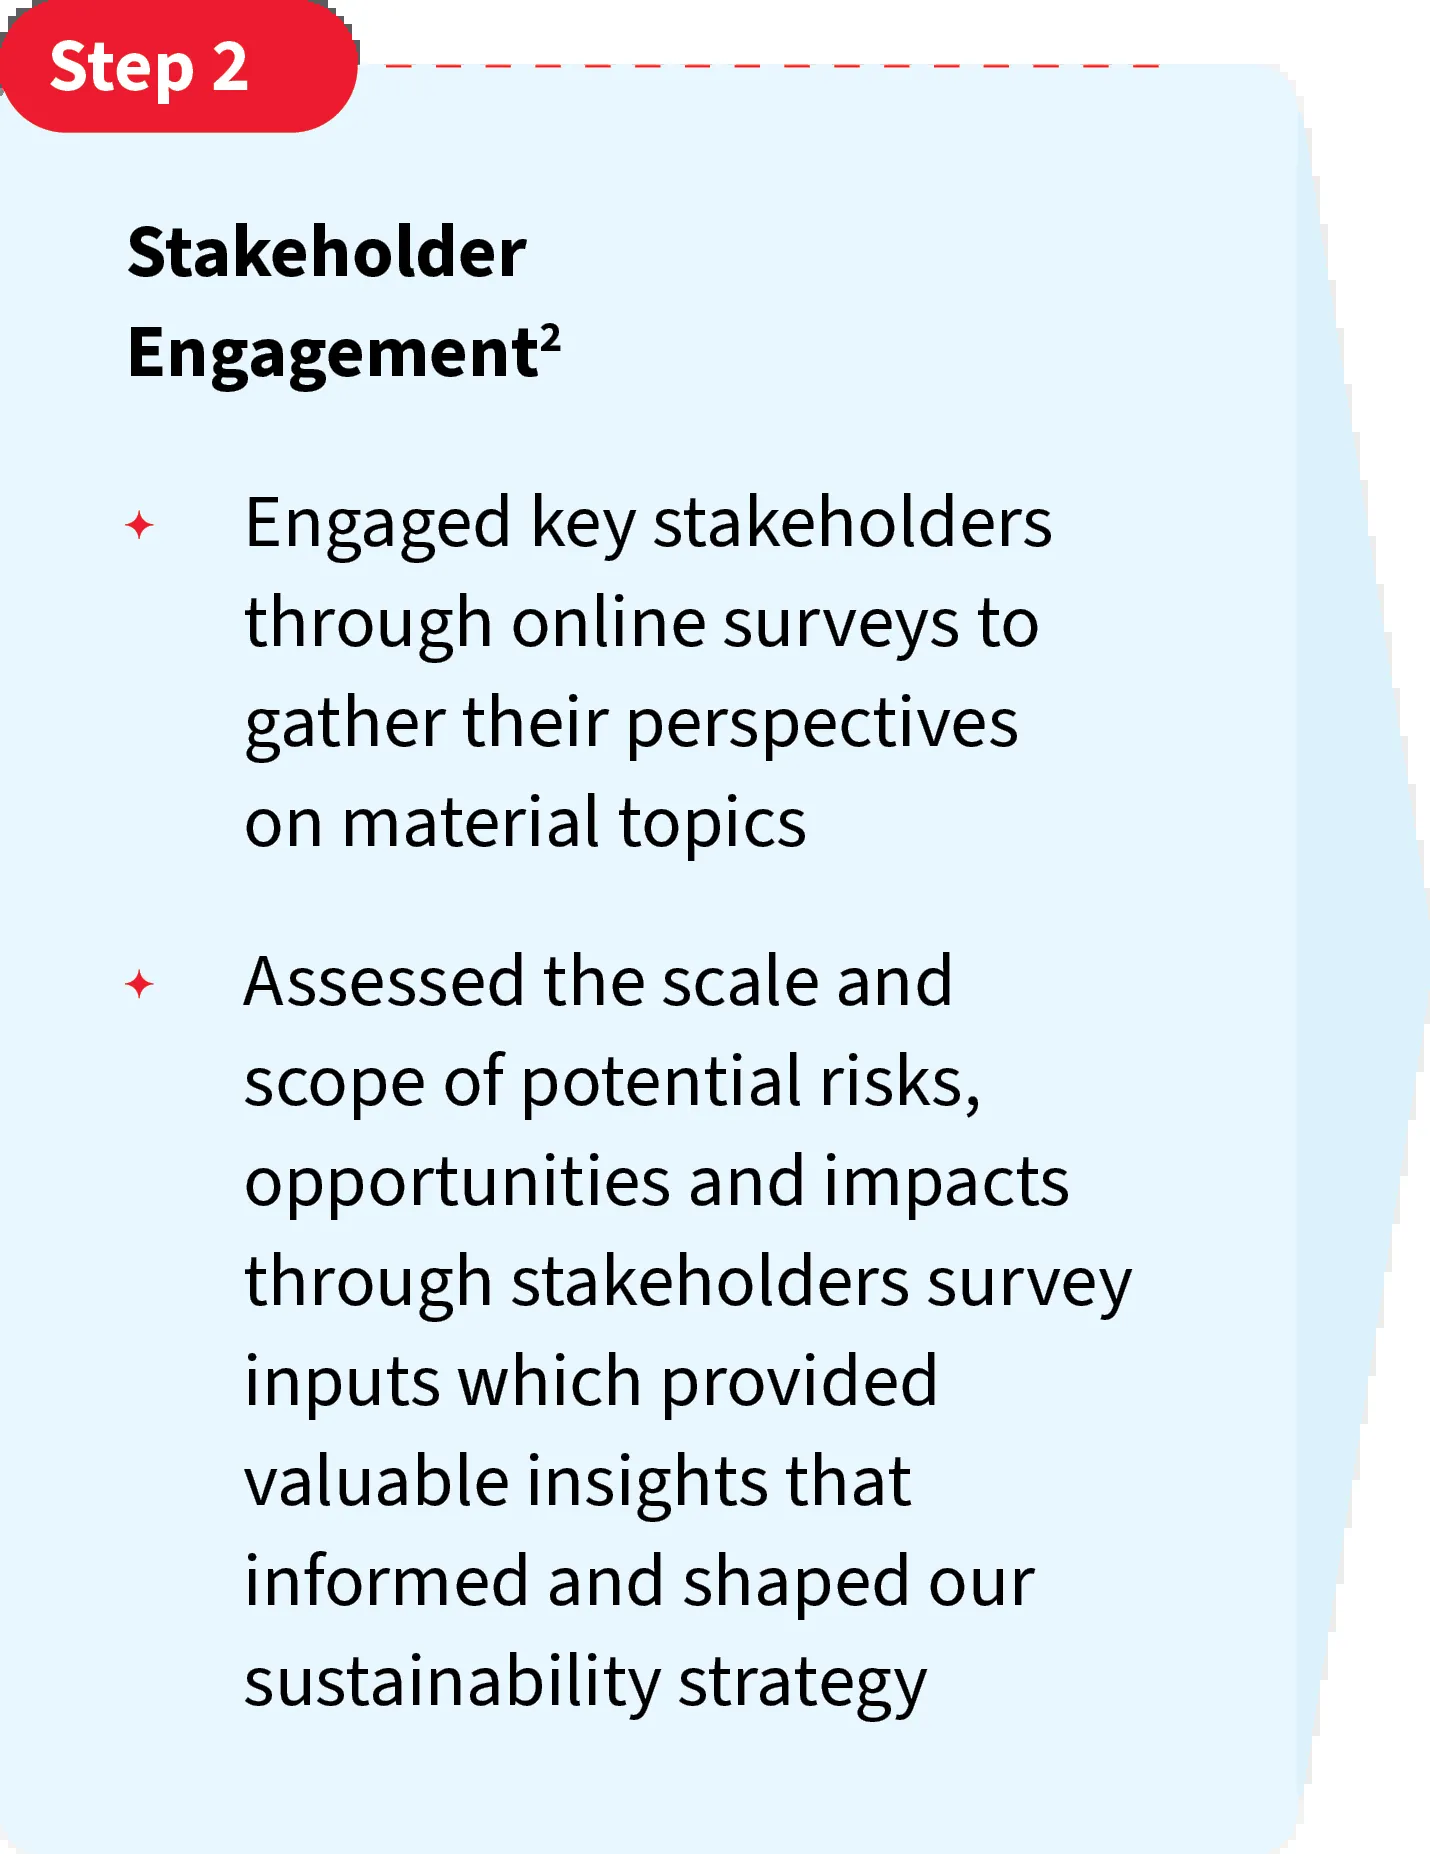 Step 2
Stakeholder
Engagement²
Engaged key stakeholders
through online surveys to
gather their perspectives
on material topics
Assessed the scale and
scope of potential risks,
opportunities and impacts
through stakeholders survey
inputs which provided
valuable insights that
informed and shaped our
sustainability strategy